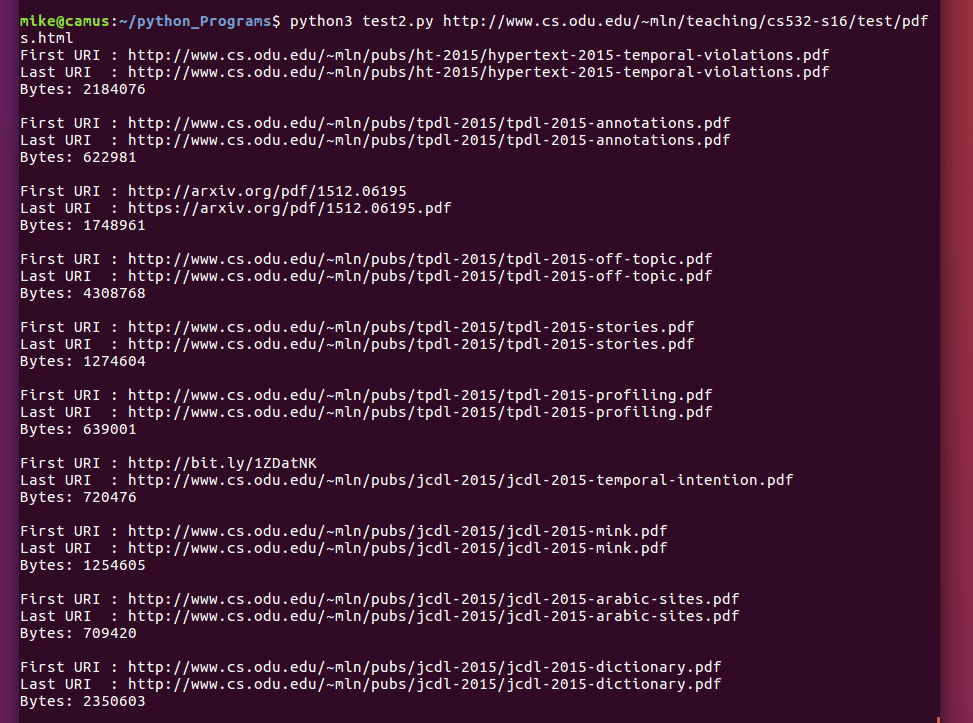 mike@camus:~/python_Programs$ python3 test2.py http://www.cs.odu.edu/~mln/teaching/cs532-s16/test/pdf
s.html
First URI : http://www.cs.odu.edu/~mln/pubs/ht-2015/hypertext-2015-temporal-violations.pdf
Last URI  : http://www.cs.odu.edu/~mln/pubs/ht-2015/hypertext-2015-temporal-violations.pdf
Bytes: 2184076

First URI : http://www.cs.odu.edu/~mln/pubs/tpdl-2015/tpdl-2015-annotations.pdf
Last URI  : http://www.cs.odu.edu/~mln/pubs/tpdl-2015/tpdl-2015-annotations.pdf
Bytes: 622981

First URI : http://arxiv.org/pdf/1512.06195
Last URI  : https://arxiv.org/pdf/1512.06195.pdf
Bytes: 1748961

First URI : http://www.cs.odu.edu/~mln/pubs/tpdl-2015/tpdl-2015-off-topic.pdf
Last URI  : http://www.cs.odu.edu/~mln/pubs/tpdl-2015/tpdl-2015-off-topic.pdf
Bytes: 4308768

First URI : http://www.cs.odu.edu/~mln/pubs/tpdl-2015/tpdl-2015-stories.pdf
Last URI  : http://www.cs.odu.edu/~mln/pubs/tpdl-2015/tpdl-2015-stories.pdf
Bytes: 1274604

First URI : http://www.cs.odu.edu/~mln/pubs/tpdl-2015/tpdl-2015-profiling.pdf
Last URI  : http://www.cs.odu.edu/~mln/pubs/tpdl-2015/tpdl-2015-profiling.pdf
Bytes: 639001

First URI : http://bit.ly/1ZDatNK
Last URI  : http://www.cs.odu.edu/~mln/pubs/jcdl-2015/jcdl-2015-temporal-intention.pdf
Bytes: 720476

First URI : http://www.cs.odu.edu/~mln/pubs/jcdl-2015/jcdl-2015-mink.pdf
Last URI  : http://www.cs.odu.edu/~mln/pubs/jcdl-2015/jcdl-2015-mink.pdf
Bytes: 1254605

First URI : http://www.cs.odu.edu/~mln/pubs/jcdl-2015/jcdl-2015-arabic-sites.pdf
Last URI  : http://www.cs.odu.edu/~mln/pubs/jcdl-2015/jcdl-2015-arabic-sites.pdf
Bytes: 709420

First URI : http://www.cs.odu.edu/~mln/pubs/jcdl-2015/jcdl-2015-dictionary.pdf
Last URI  : http://www.cs.odu.edu/~mln/pubs/jcdl-2015/jcdl-2015-dictionary.pdf
Bytes: 2350603